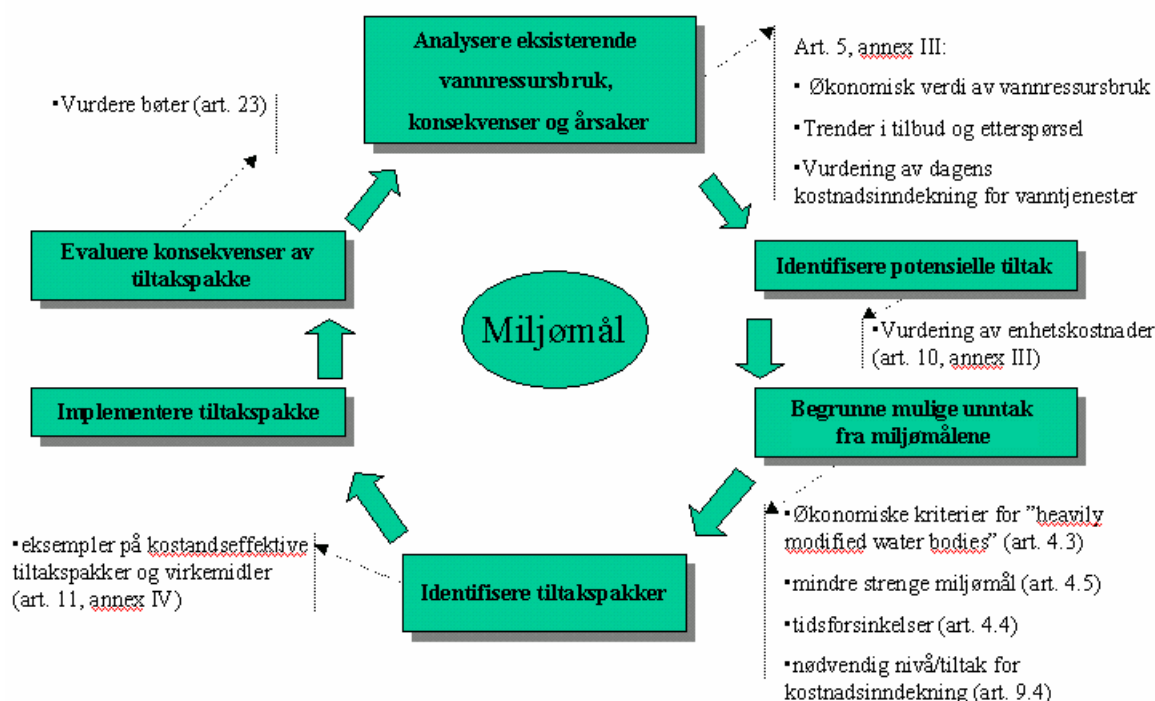 Analysere eksisterende
vannressursbruk,
konsekvenser og årsaker
Art. 5, annex III:
▪ Økonomisk verdi av vannressursbruk
▪Trender i tilbud og etterspørsel
▪Vurdering av dagens
kostnadsinndekning for vanntjenester
Identifisere potensielle tiltak
▪Vurdering av enhetskostnader
(art. 10, annex III)
Begrunne mulige unntak
fra miljømålene
▪Økonomiske kriterier for ”heavily
modified water bodies” (art. 4.3)
▪mindre strenge miljømål (art. 4.5)
▪tidsforsinkelser (art. 4.4)
▪nødvendig nivå/tiltak for
kostnadsinndekning (art. 9.4)
Identifisere tiltakspakker
▪eksempler på kostandseffektive
tiltakspakker og virkemidler
(art. 11, annex IV)
Implementere tiltakspakke
Evaluere konsekvenser av
tiltakspakke
▪Vurdere bøter (art. 23)
Miljømål